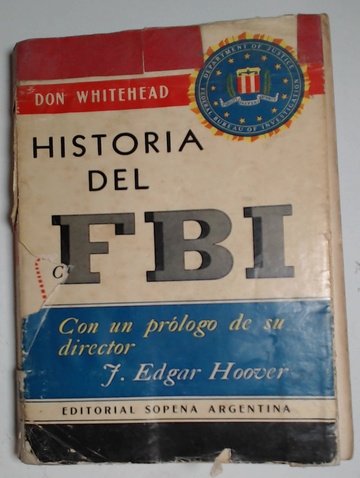 DON WHITEHEAD
DEPARTMENT OF JUSTICE
FEDERAL BUREAU OF INVESTIGATION
HISTORIA
DEL
FBI
C
Con un prólogo de su
director
J. Edgar Hoover
EDITORIAL SOPENA ARGENTINA